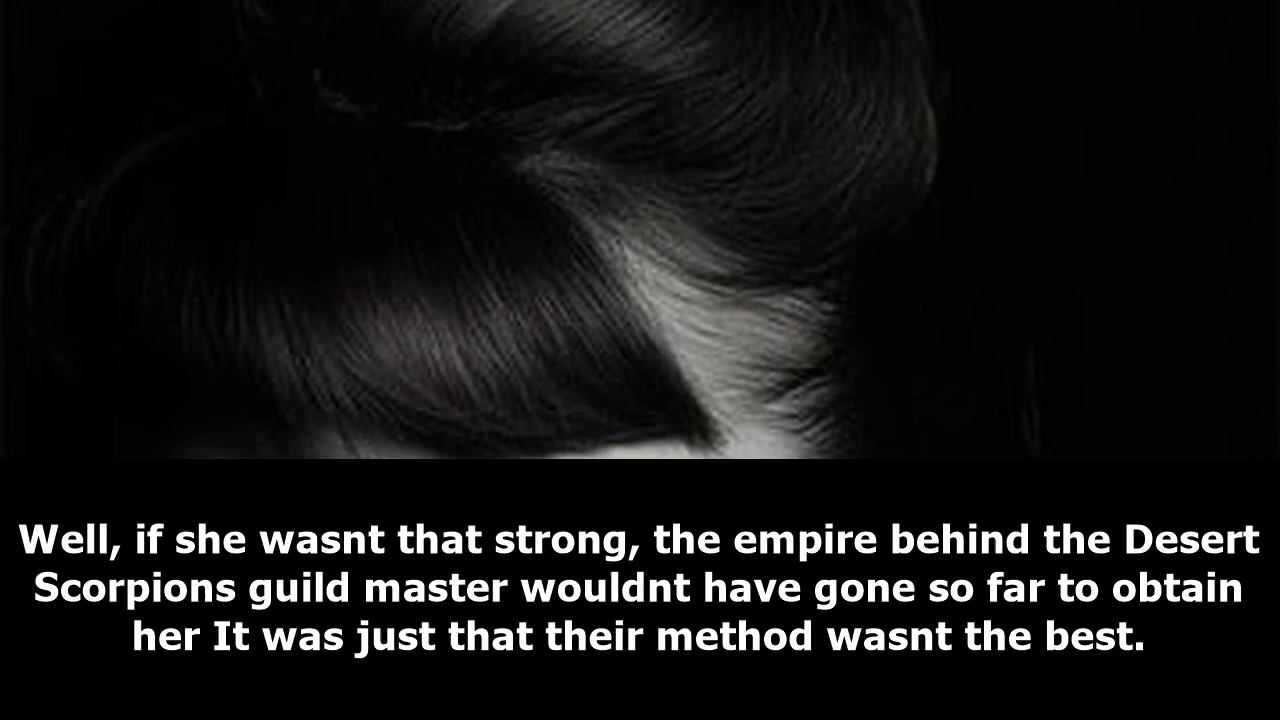 Well, if she wasnt that strong, the empire behind the Desert
Scorpions guild master wouldnt have gone so far to obtain
her It was just that their method wasnt the best.